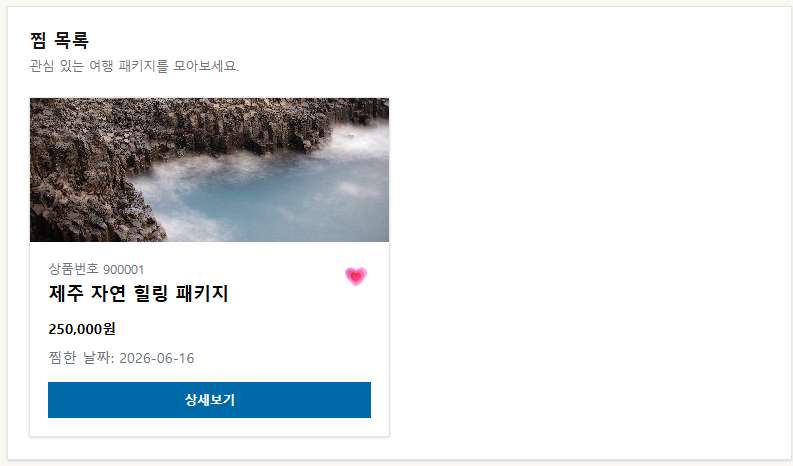 찜 목록
관심 있는 여행 패키지를 모아보세요.
상품번호 900001
제주 자연 힐링 패키지
250,000원
찜한 날짜: 2026-06-16
상세보기